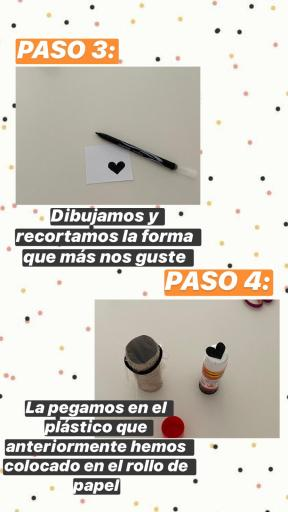 PASO 3:
Dibujamos y
recortamos la forma
que más nos guste
PASO 4:
La pegamos en el
plástico que
anteriormente hemos
colocado en el rollo de
papel